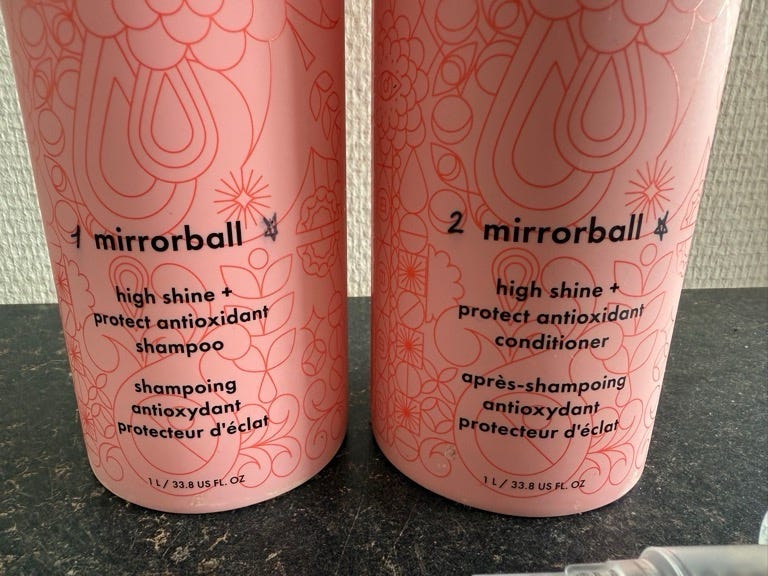 1 mirrorball ☆
high shine +
protect antioxidant
shampoo
shampoing
antioxydant
protecteur d'éclat
1 L / 33.8 US FL. OZ
2 mirrorball ☆
high shine +
protect antioxidant
conditioner
après-shampoing
antioxydant
protecteur d'éclat
1 L / 33.8 US FL. OZ